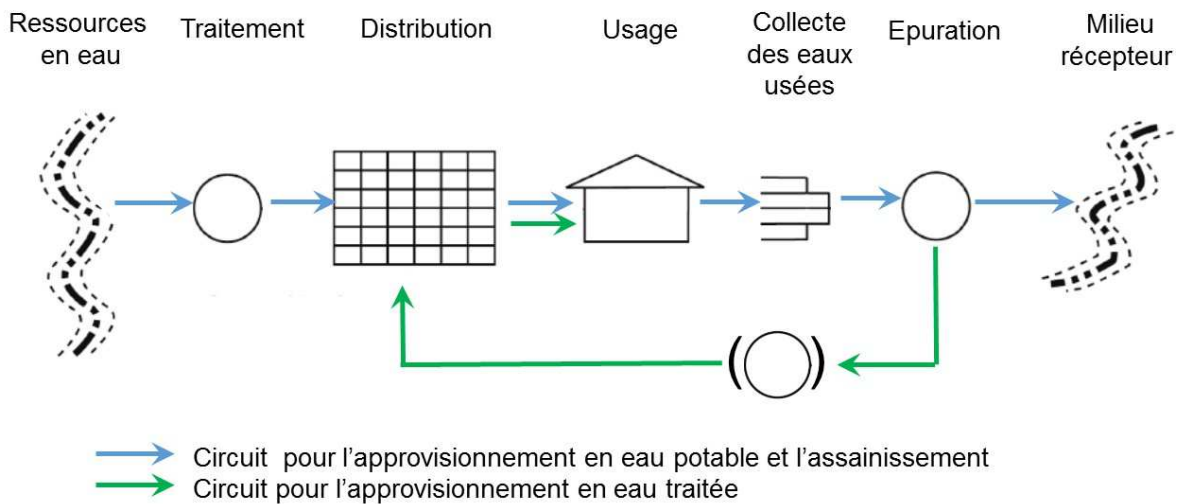 Ressources
en eau
Traitement
Distribution
Usage
Collecte
des eaux
usées
Epuration
Milieu
récepteur
( )
Circuit pour l'approvisionnement en eau potable et l'assainissement
Circuit pour l'approvisionnement en eau traitée